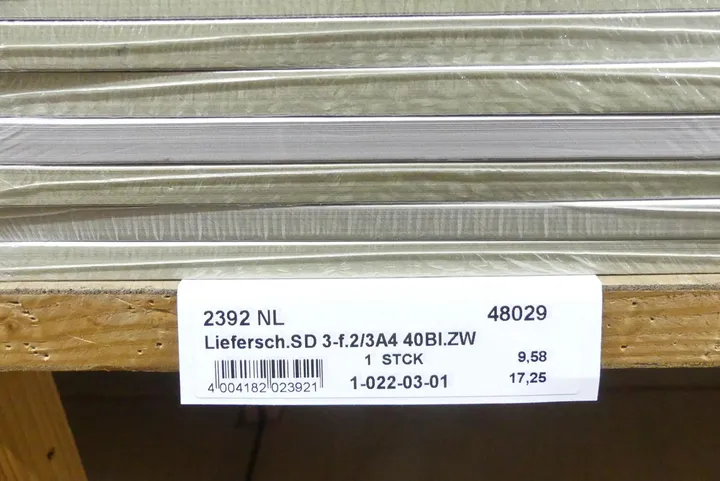 2392 NL 48029
Liefersch.SD 3-f.2/3A4 40Bl.ZW
1 STCK 9,58
4 004182 023921 1-022-03-01 17,25